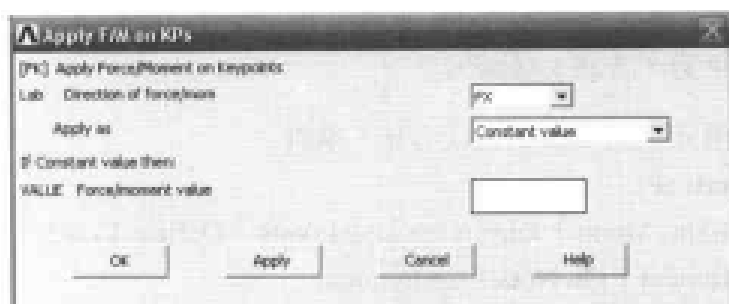 Apply F/M on KPs
[FK] Apply Force/Moment on Keypoints
Lab Direction of force/mom FX
Apply as Constant value
If Constant value then:
VALUE Force/moment value
OK Apply Cancel Help